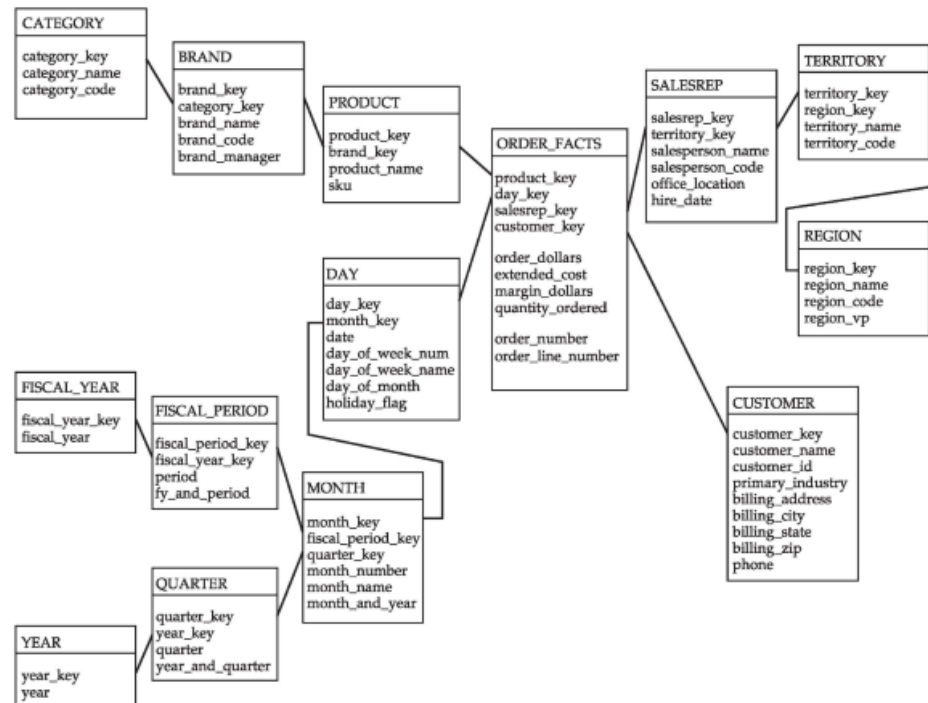 CATEGORY
category_key
category_name
category_code
BRAND
brand_key
category_key
brand_name
brand_code
brand_manager
PRODUCT
product_key
brand_key
product_name
sku
ORDER_FACTS
product_key
day_key
salesrep_key
customer_key
order_dollars
extended_cost
margin_dollars
quantity_ordered
order_number
order_line_number
SALESREP
salesrep_key
territory_key
salesperson_name
salesperson_code
office_location
hire_date
TERRITORY
territory_key
region_key
territory_name
territory_code
REGION
region_key
region_name
region_code
region_vp
DAY
day_key
month_key
date
day_of_week_num
day_of_week_name
day_of_month
holiday_flag
FISCAL_YEAR
fiscal_year_key
fiscal_year
FISCAL_PERIOD
fiscal_period_key
fiscal_year_key
period
fy_and_period
MONTH
month_key
fiscal_period_key
quarter_key
month_number
month_name
month_and_year
CUSTOMER
customer_key
customer_name
customer_id
primary_industry
billing_address
billing_city
billing_state
billing_zip
phone
QUARTER
quarter_key
year_key
quarter
year_and_quarter
YEAR
year_key
year